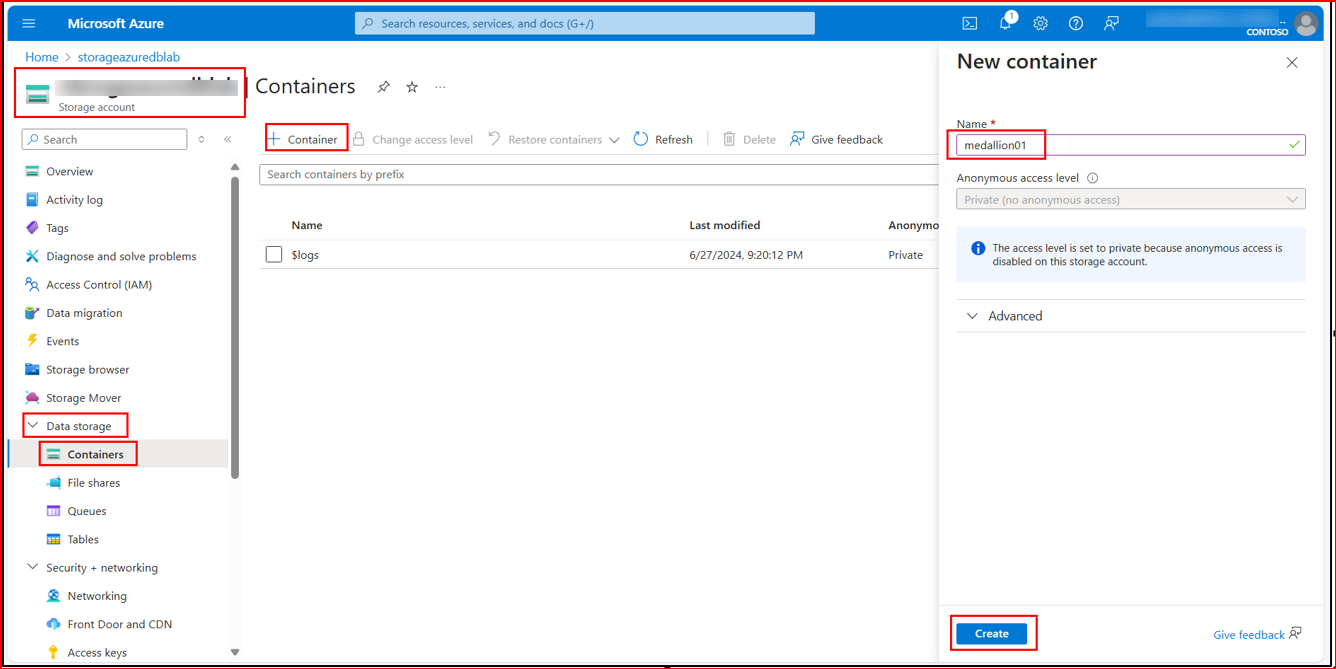 Microsoft Azure
Search resources, services, and docs (G+/)
1
CONTOSO
Home > storageazuredblab
| Containers
Storage account
Search
Overview
Activity log
Tags
Diagnose and solve problems
Access Control (IAM)
Data migration
Events
Storage browser
Storage Mover
Data storage
Containers
File shares
Queues
Tables
Security + networking
Networking
Front Door and CDN
Access keys
+ Container
Change access level
Restore containers
Refresh
Delete
Give feedback
Search containers by prefix
Name Last modified Anonymo
$logs 6/27/2024, 9:20:12 PM Private
New container
Name *
medallion01
Anonymous access level
Private (no anonymous access)
The access level is set to private because anonymous access is
disabled on this storage account.
Advanced
Create
Give feedback